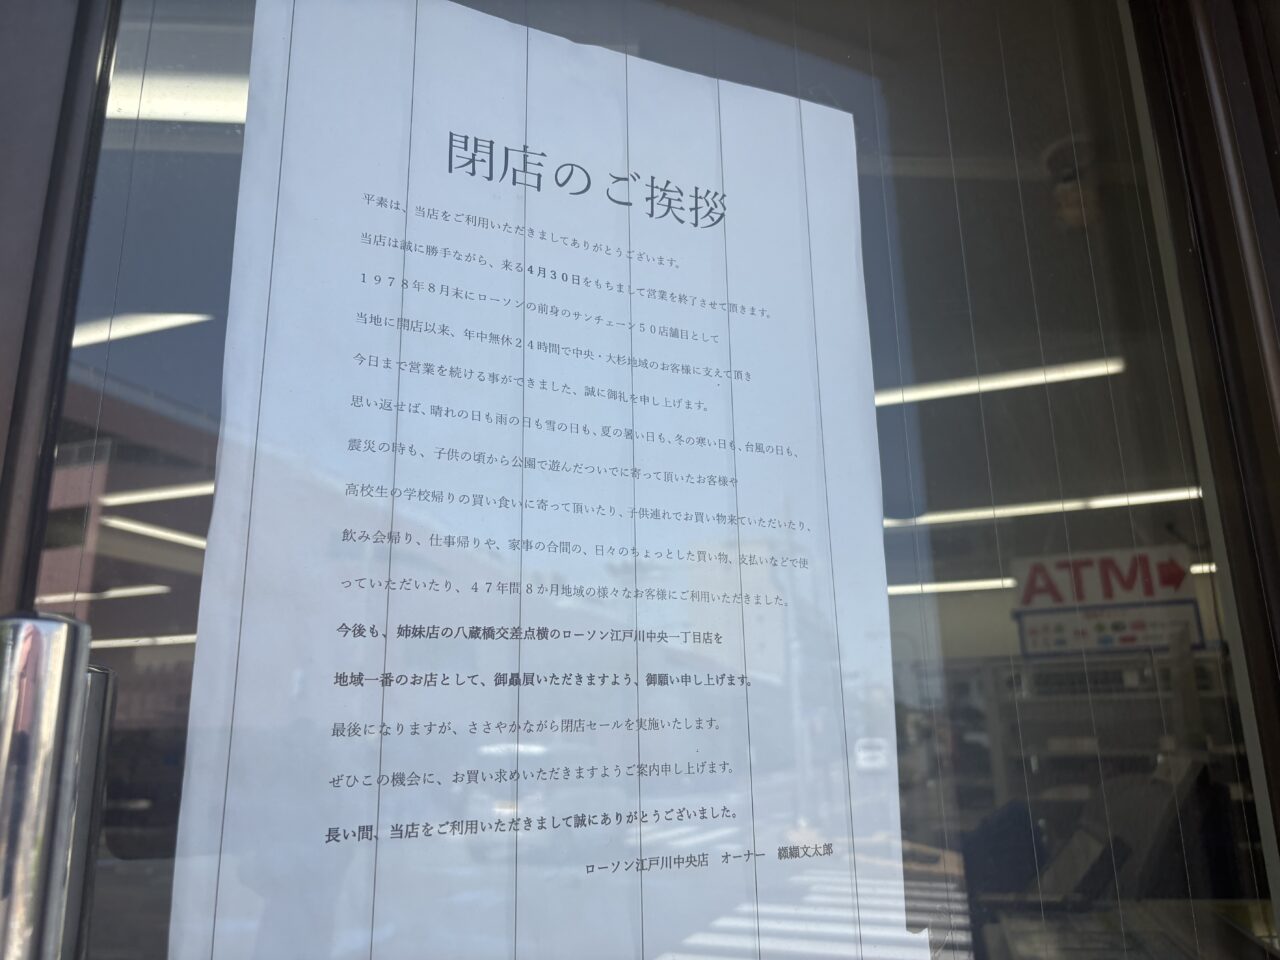 閉店のご挨拶
平素は、当店をご利用いただきましてありがとうございます。
当店は誠に勝手ながら、来る4月30日をもちまして営業を終了させて頂きます。
1978年8月末にローソンの前身のサンチェーン50店舗目として
当地に開店以来、年中無休24時間で中央・大杉地域のお客様に支えて頂き
今日まで営業を続ける事ができました、誠に御礼を申し上げます。
思い返せば、晴れの日も雨の日も雪の日も、夏の暑い日も、冬の寒い日も、台風の日も、
震災の時も、子供の頃から公園で遊んだついでに寄って頂いたお客様や
高校生の学校帰りの買い食いに寄って頂いたり、子供連れでお買い物来ていただいたり、
飲み会帰り、仕事帰りや、家事の合間の、日々のちょっとした買い物、支払いなどで使
っていただいたり、47年間8か月地域の様々なお客様にご利用いただきました。
今後も、姉妹店の八蔵橋交差点横のローソン江戸川中央一丁目店を
地域一番のお店として、御贔屓いただきますよう、御願い申し上げます。
最後になりますが、ささやかながら閉店セールを実施いたします。
ぜひこの機会に、お買い求めいただきますようご案内申し上げます。
長い間、当店をご利用いただきまして誠にありがとうございました。
ローソン江戸川中央店 オーナー 纐纈文太郎
ATM